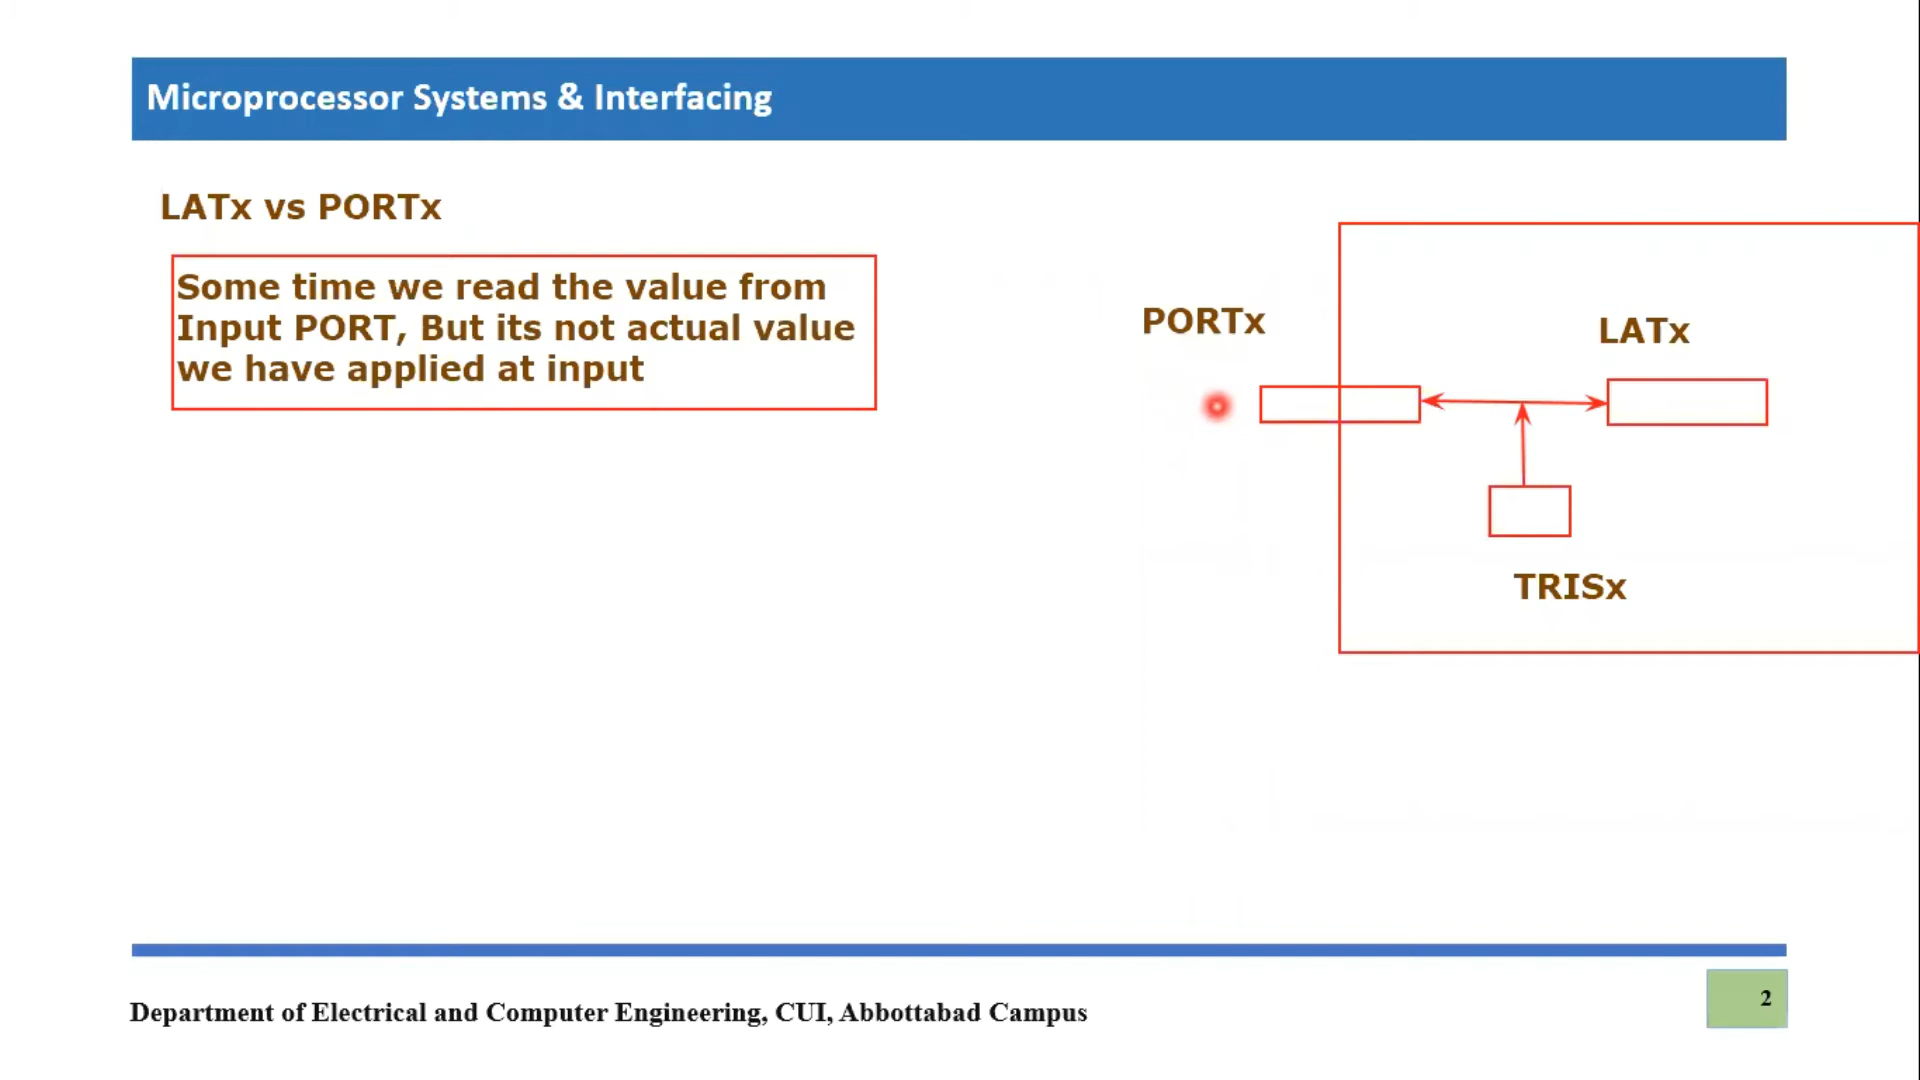 Microprocessor Systems & Interfacing
LATx vs PORTx
Some time we read the value from
Input PORT, But its not actual value
we have applied at input
PORTx
LATx
TRISx
Department of Electrical and Computer Engineering, CUI, Abbottabad Campus
2